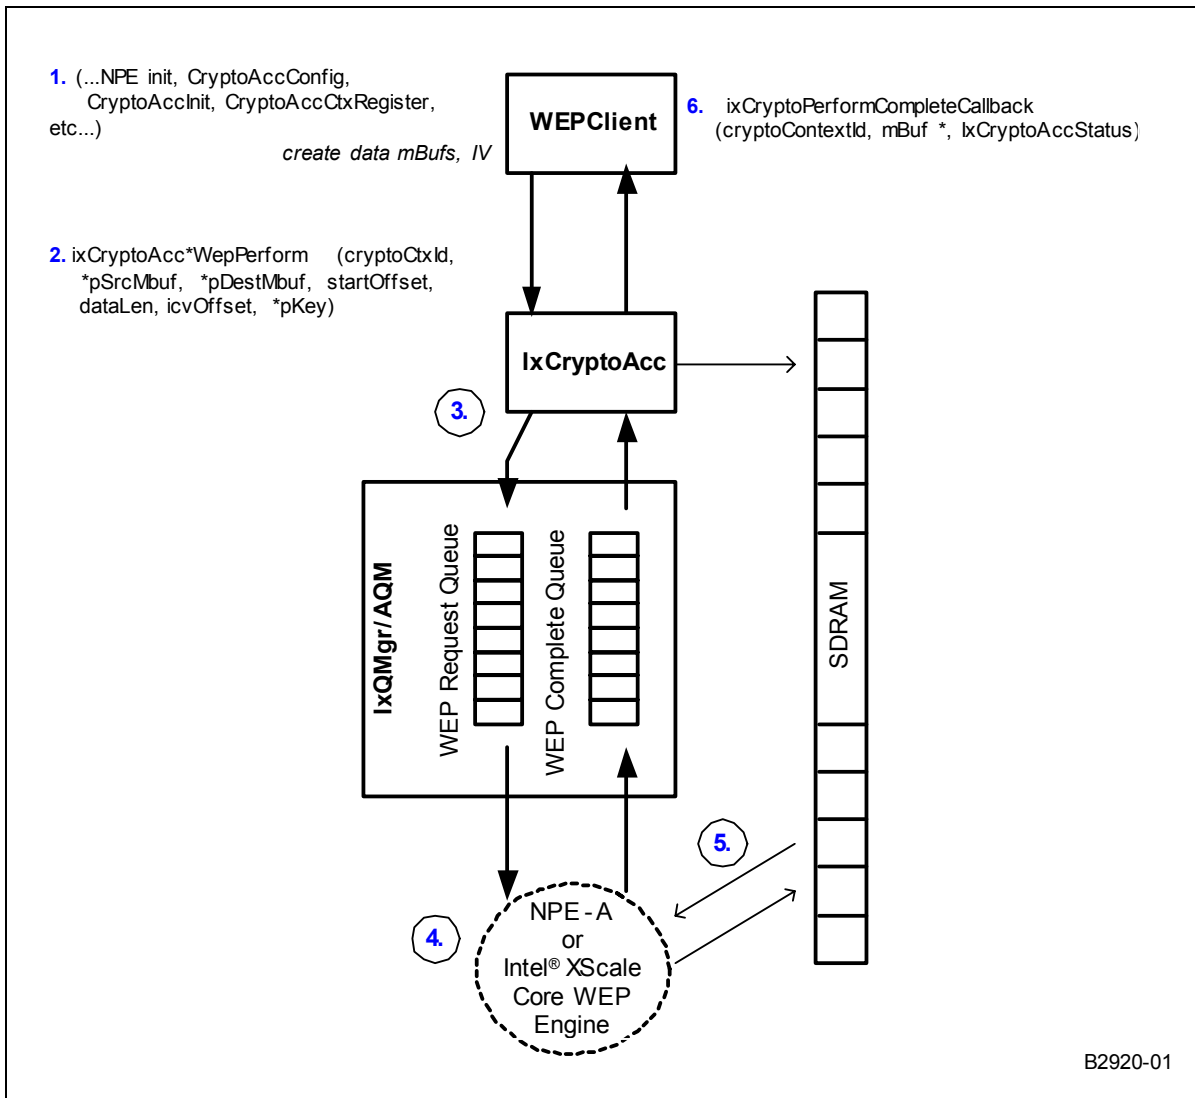 1. (...NPE init, CryptoAccConfig,
CryptoAccInit, CryptoAccCtxRegister,
etc...)
create data mBufs, IV
WEPClient
6. ixCryptoPerformCompleteCallback
(cryptoContextId, mBuf *, IxCryptoAccStatus)
2. ixCryptoAcc*WepPerform (cryptoCtxId,
*pSrcMbuf, *pDestMbuf, startOffset,
dataLen, icvOffset, *pKey)
IxCryptoAcc
3.
IxQMgr/AQM
WEP Request Queue
WEP Complete Queue
SDRAM
5.
4.
NPE-A
or
Intel® XScale
Core WEP
Engine
B2920-01